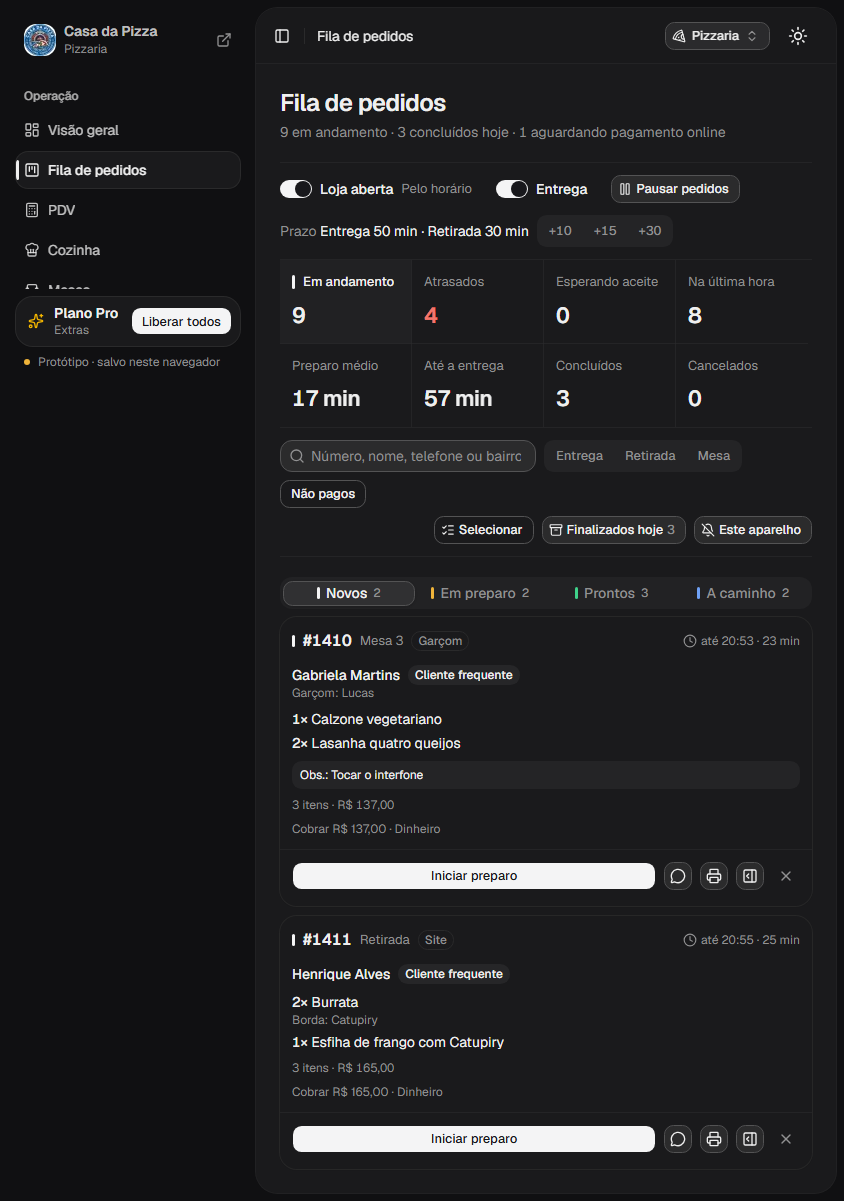 Casa da Pizza
Pizzaria
Operação
Visão geral
Fila de pedidos
PDV
Cozinha
Plano Pro
Extras
Liberar todos
Protótipo · salvo neste navegador
Fila de pedidos
Pizzaria
Fila de pedidos
9 em andamento · 3 concluídos hoje · 1 aguardando pagamento online
Loja aberta Pelo horário Entrega Pausar pedidos
Prazo Entrega 50 min · Retirada 30 min +10 +15 +30
Em andamento Atrasados Esperando aceite Na última hora
9 4 0 8
Preparo médio Até a entrega Concluídos Cancelados
17 min 57 min 3 0
Número, nome, telefone ou bairro Entrega Retirada Mesa
Não pagos
Selecionar Finalizados hoje 3 Este aparelho
Novos 2 Em preparo 2 Prontos 3 A caminho 2
#1410 Mesa 3 Garçom até 20:53 · 23 min
Gabriela Martins Cliente frequente
Garçom: Lucas
1× Calzone vegetariano
2× Lasanha quatro queijos
Obs.: Tocar o interfone
3 itens · R$ 137,00
Cobrar R$ 137,00 · Dinheiro
Iniciar preparo
#1411 Retirada Site até 20:55 · 25 min
Henrique Alves Cliente frequente
2× Burrata
Borda: Catupiry
1× Esfiha de frango com Catupiry
3 itens · R$ 165,00
Cobrar R$ 165,00 · Dinheiro
Iniciar preparo